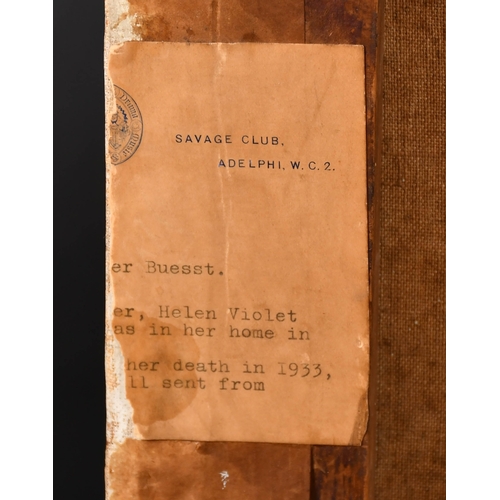 Drama
SAVAGE CLUB,
ADELPHI, W.C.2.
er Buesst.
er, Helen Violet
as in her home in
her death in 1933,
ll sent from